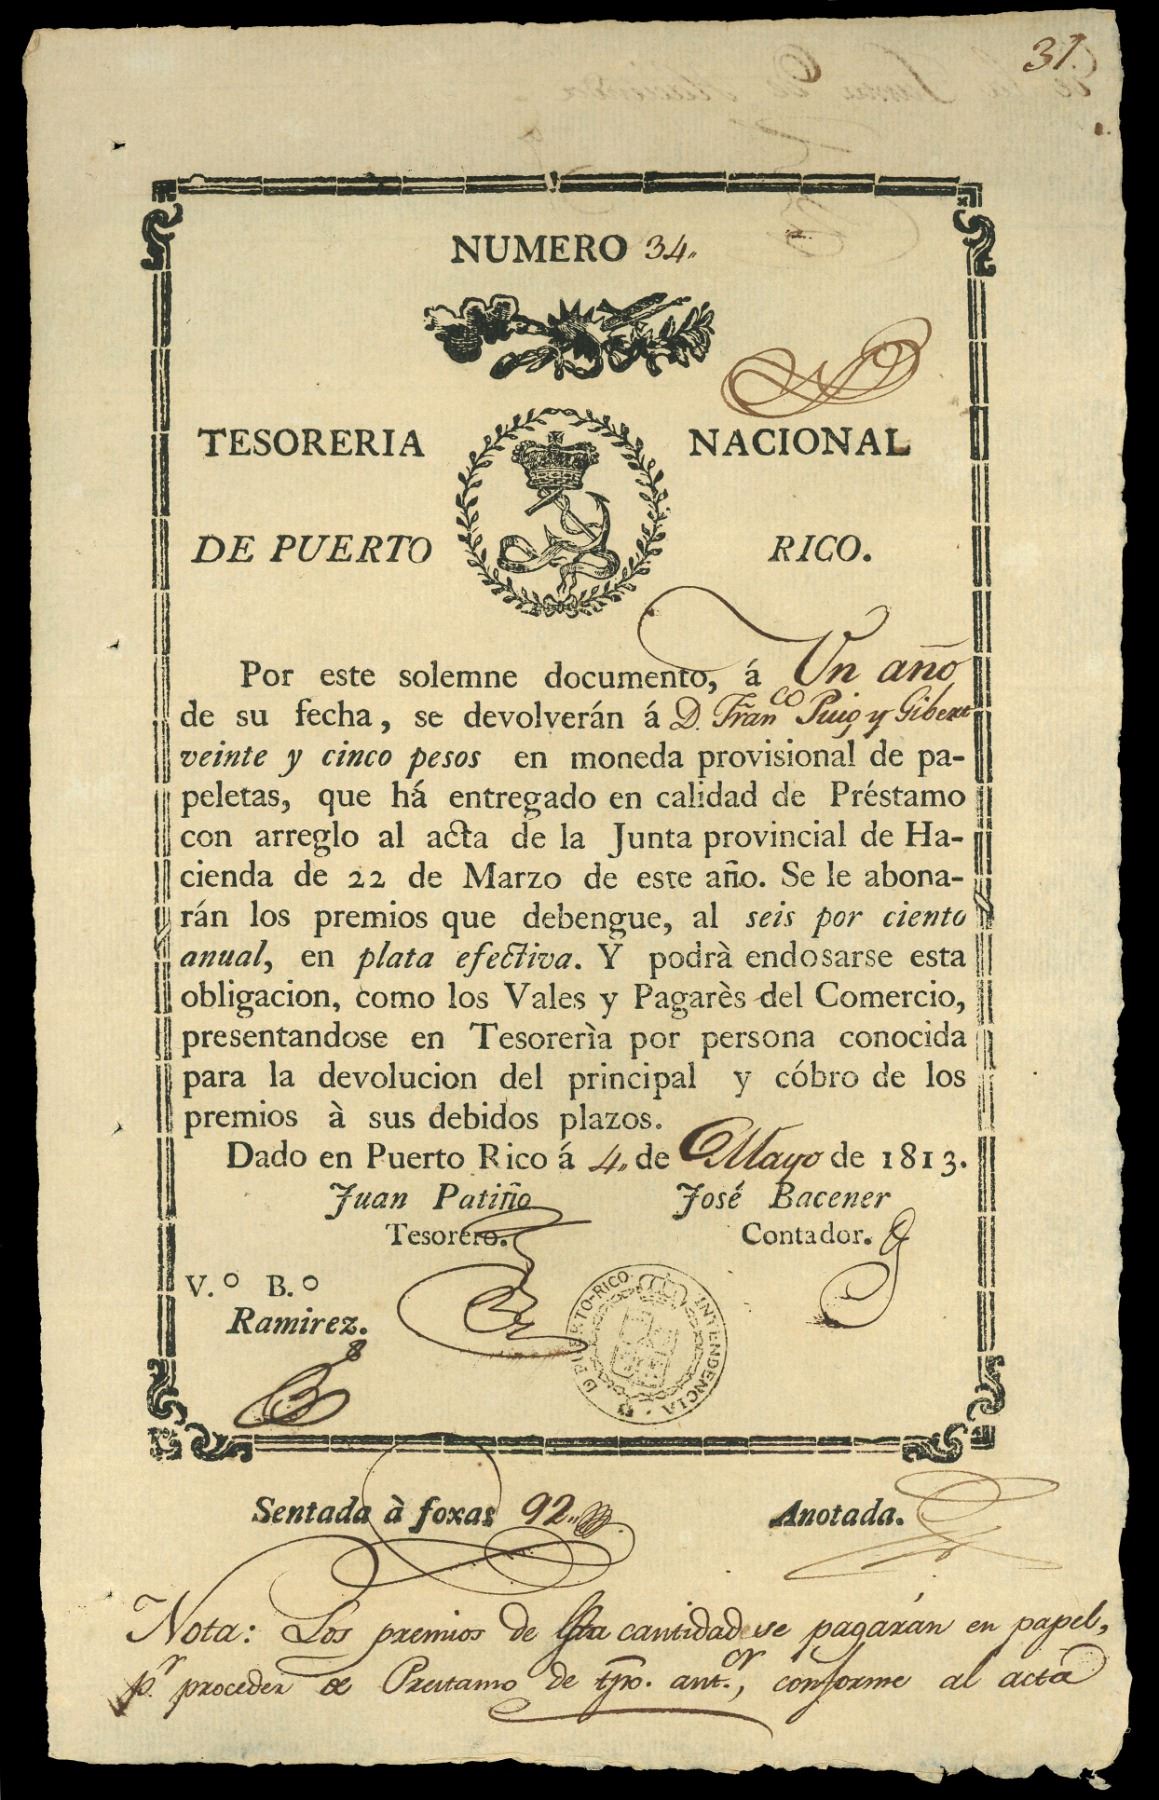 31.
NUMERO 34.
TESORERIA NACIONAL
DE PUERTO RICO.
Por este solemne documento, á Un año
de su fecha, se devolverán á D. Fran.co Puig y Gibert
veinte y cinco pesos en moneda provisional de pa-
peletas, que há entregado en calidad de Préstamo
con arreglo al acta de la Junta provincial de Ha-
cienda de 22 de Marzo de este año. Se le abona-
rán los premios que debengue, al seis por ciento
anual, en plata efectiva. Y podrà endosarse esta
obligacion, como los Vales y Pagarès del Comercio,
presentandose en Tesorerìa por persona conocida
para la devolucion del principal y cóbro de los
premios à sus debidos plazos.
Dado en Puerto Rico á 4. de Mayo de 1813.
Juan Patiño José Bacener
Tesorero. Contador.
V.º B.º
Ramirez.
PUERTO-RICO INTENDENCIA
Sentada à foxas 92. Anotada.
Nota: Los premios de esta cantidad se pagarán en papel,
p.r proceder de Prestamo de tpo. ant.or, conforme al acta